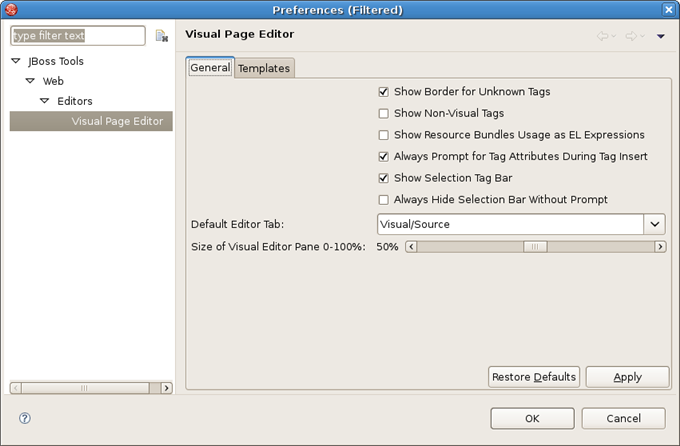 Preferences (Filtered)
type filter text
Visual Page Editor
JBoss Tools
Web
Editors
Visual Page Editor
General
Templates
Show Border for Unknown Tags
Show Non-Visual Tags
Show Resource Bundles Usage as EL Expressions
Always Prompt for Tag Attributes During Tag Insert
Show Selection Tag Bar
Always Hide Selection Bar Without Prompt
Default Editor Tab: Visual/Source
Size of Visual Editor Pane 0-100%: 50%
Restore Defaults Apply
OK Cancel